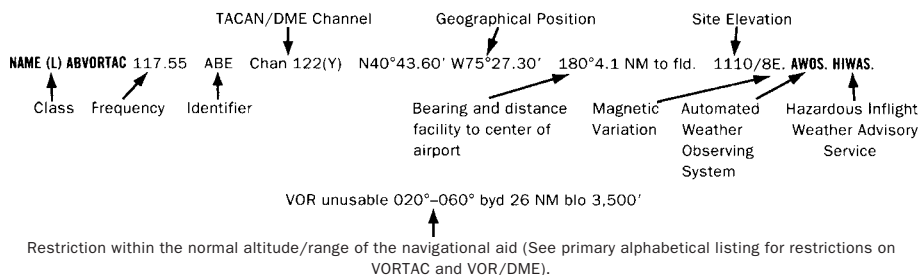 TACAN/DME Channel
Geographical Position
Site Elevation
NAME (L) ABVORTAC 117.55 ABE Chan 122(Y) N40°43.60' W75°27.30' 180°4.1 NM to fld. 1110/8E. AWOS. HIWAS.
Class
Frequency
Identifier
Bearing and distance
facility to center of
airport
Magnetic
Variation
Automated
Weather
Observing
System
Hazardous Inflight
Weather Advisory
Service
VOR unusable 020°–060° byd 26 NM blo 3,500'
Restriction within the normal altitude/range of the navigational aid (See primary alphabetical listing for restrictions on
VORTAC and VOR/DME).